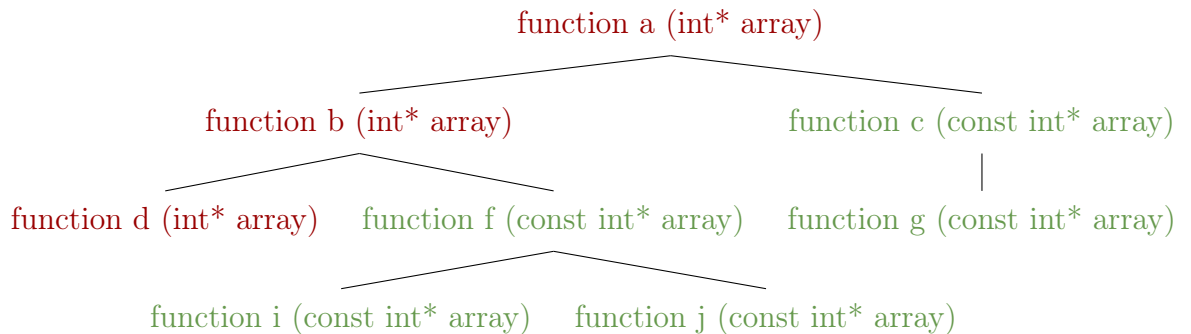 function a (int* array)
function b (int* array)
function c (const int* array)
function d (int* array)
function f (const int* array)
function g (const int* array)
function i (const int* array)
function j (const int* array)